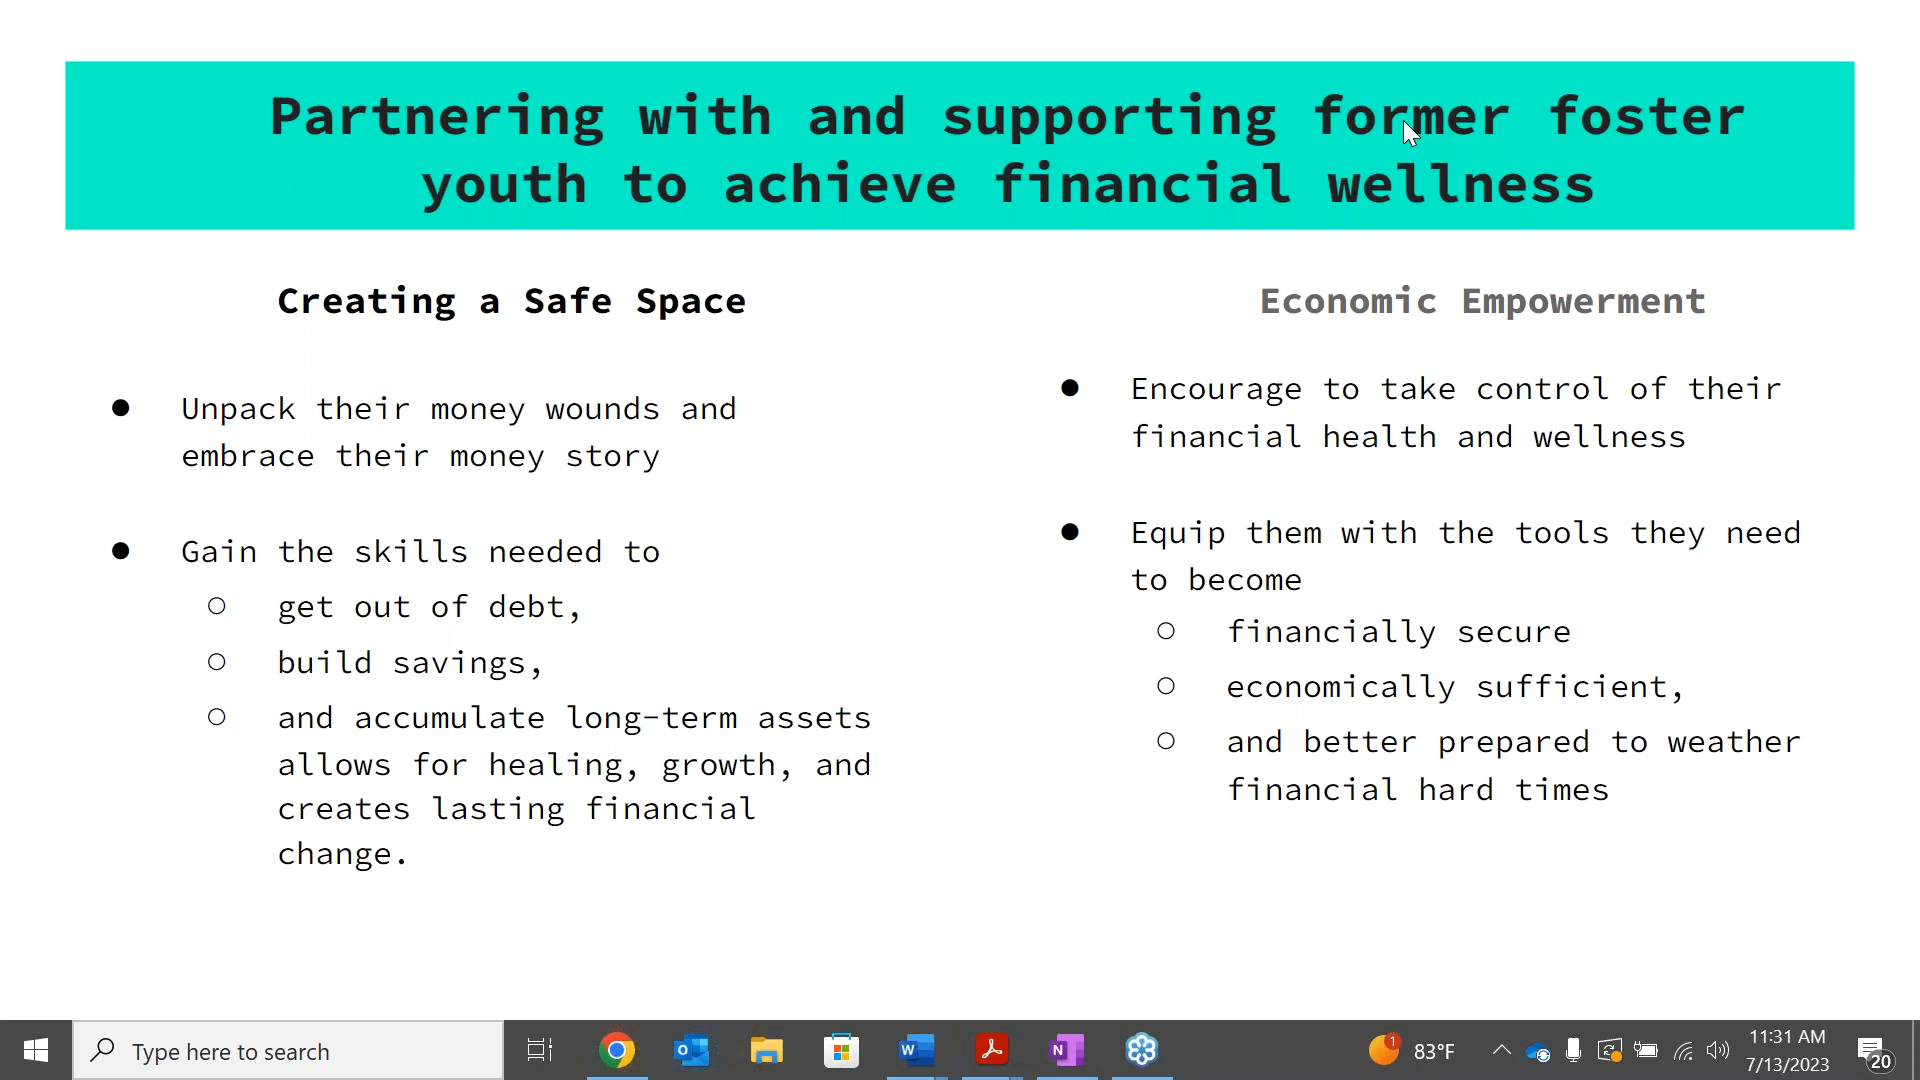 Partnering with and supporting former foster
youth to achieve financial wellness
Creating a Safe Space
● Unpack their money wounds and
embrace their money story
● Gain the skills needed to
○ get out of debt,
○ build savings,
○ and accumulate long-term assets
allows for healing, growth, and
creates lasting financial
change.
Economic Empowerment
● Encourage to take control of their
financial health and wellness
● Equip them with the tools they need
to become
○ financially secure
○ economically sufficient,
○ and better prepared to weather
financial hard times
Type here to search
O
W
N
1
83°F
11:31 AM
7/13/2023
20